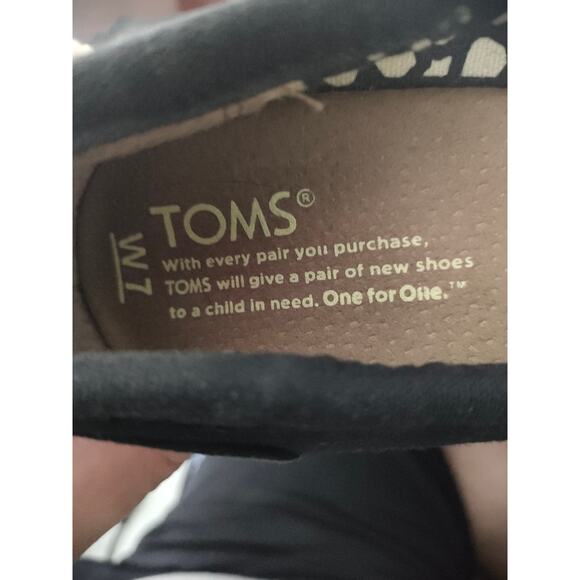 TOMS®
With every pair you purchase,
TOMS will give a pair of new shoes
to a child in need. One for One.™
W7